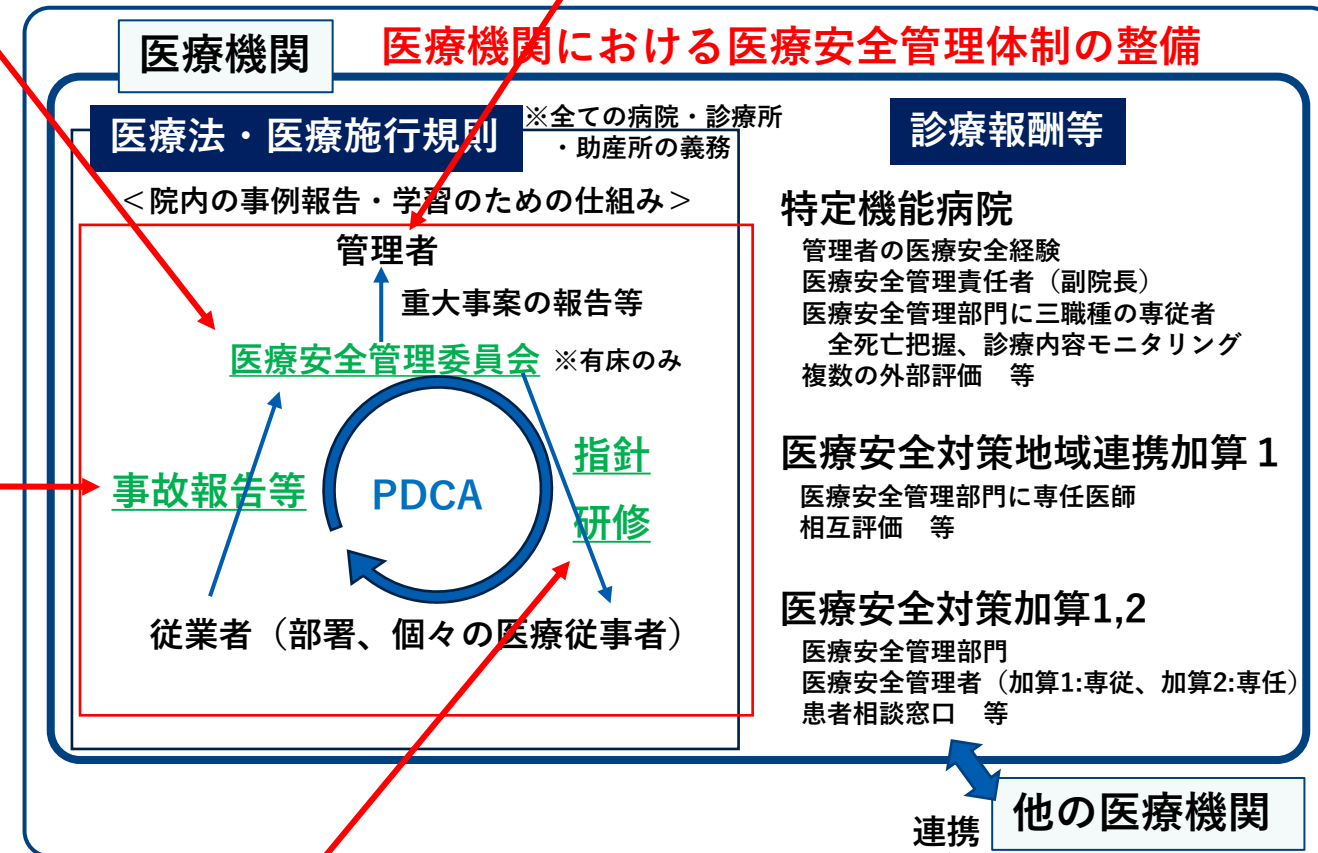 医療機関
医療機関における医療安全管理体制の整備
医療法・医療施行規則
※全ての病院・診療所
・助産所の義務
＜院内の事例報告・学習のための仕組み＞
管理者
重大事案の報告等
医療安全管理委員会 ※有床のみ
事故報告等
PDCA
指針
研修
従業者（部署、個々の医療従事者）
診療報酬等
特定機能病院
管理者の医療安全経験
医療安全管理責任者（副院長）
医療安全管理部門に三職種の専従者
全死亡把握、診療内容モニタリング
複数の外部評価　等
医療安全対策地域連携加算１
医療安全管理部門に専任医師
相互評価　等
医療安全対策加算1,2
医療安全管理部門
医療安全管理者（加算1:専従、加算2:専任）
患者相談窓口　等
連携
他の医療機関